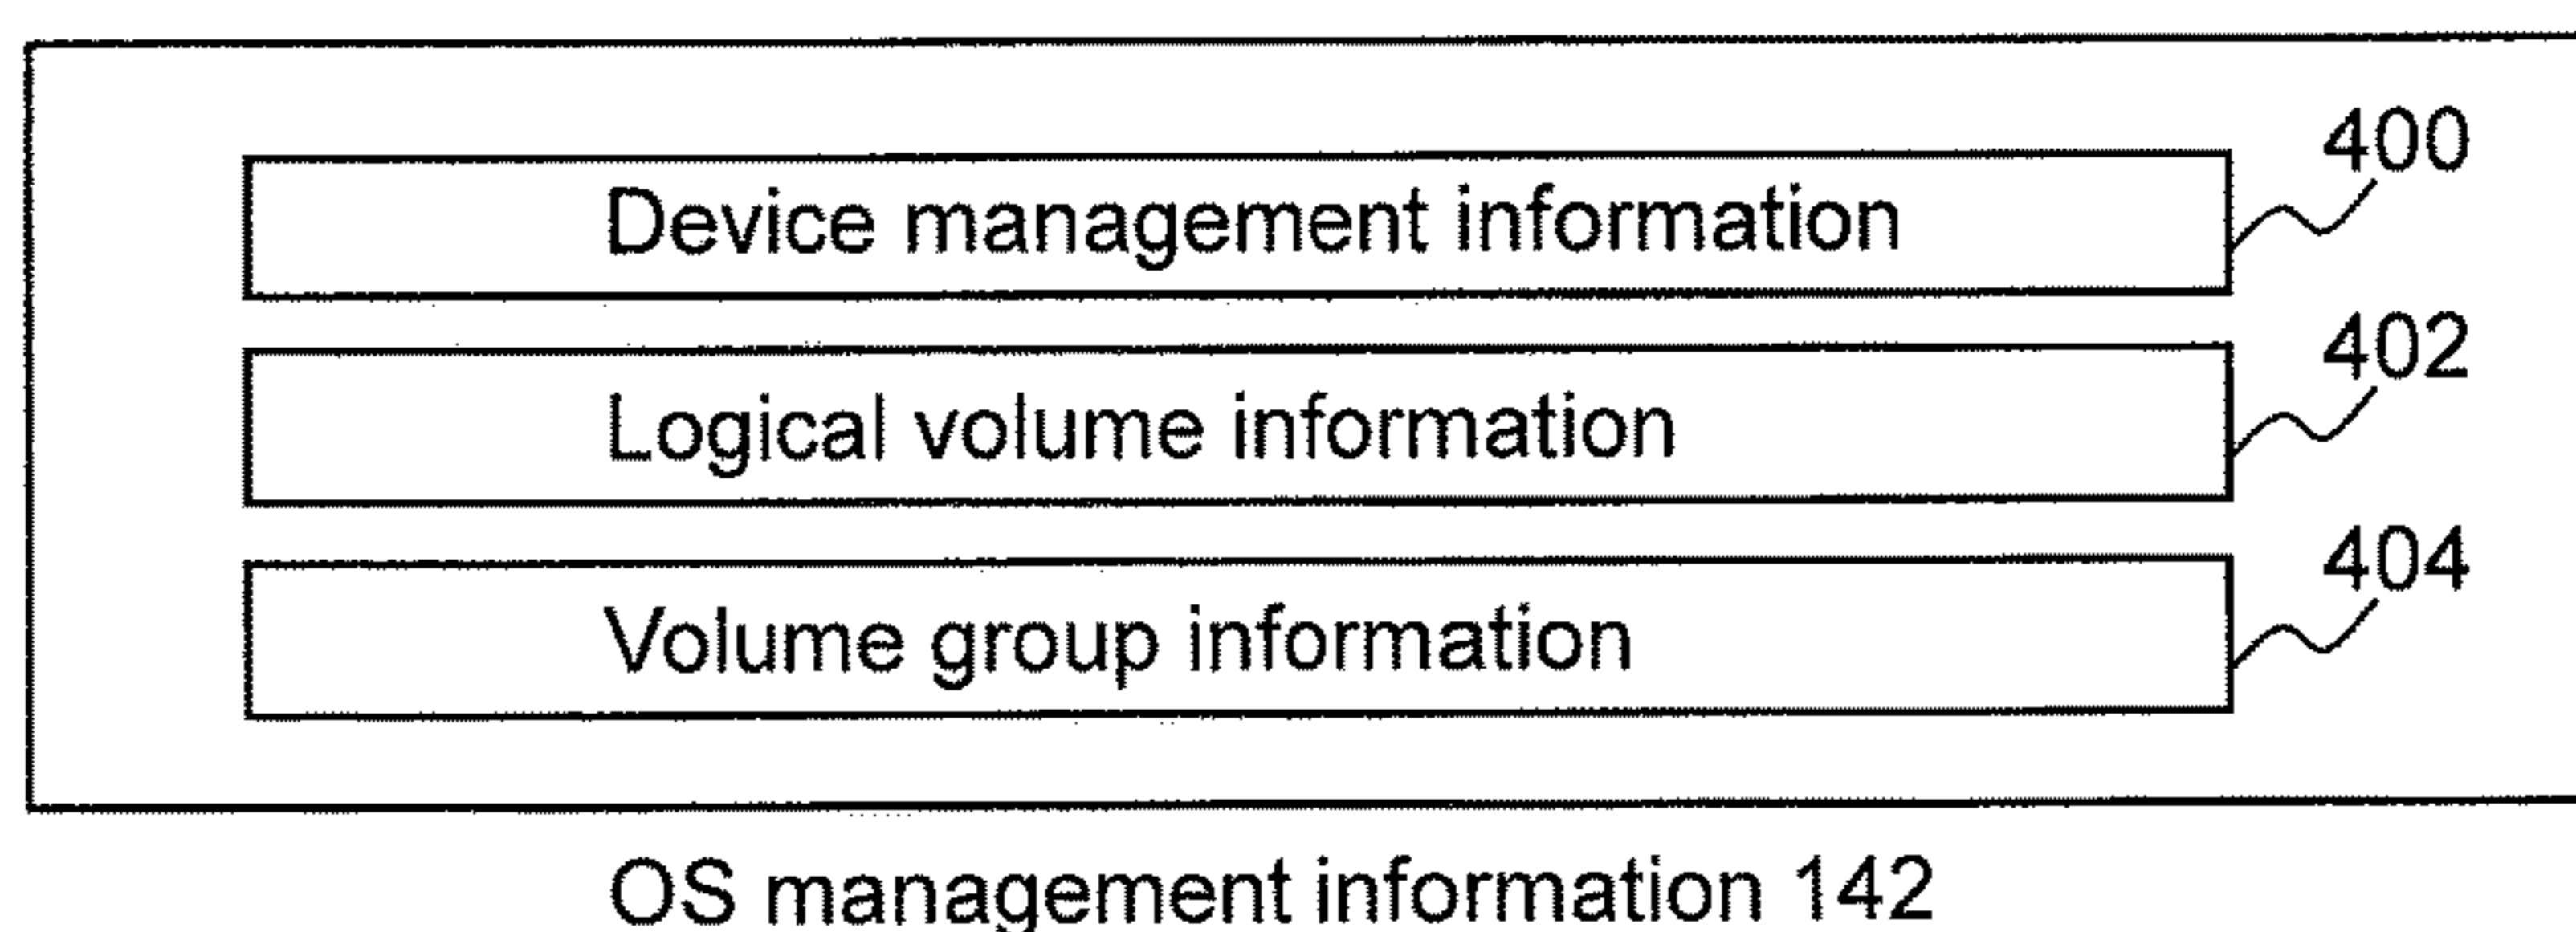 400
Device management information
402
Logical volume information
404
Volume group information
OS management information 142